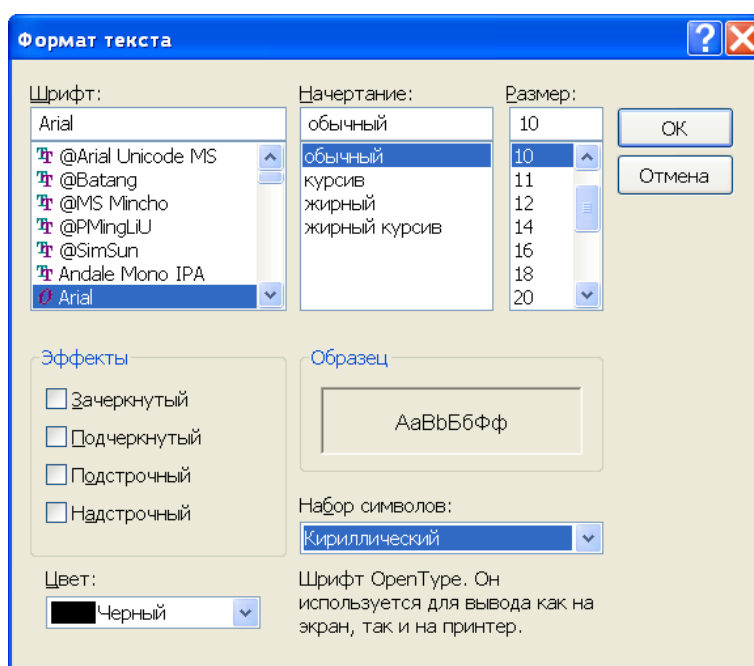 Формат текста
Шрифт:
Начертание:
Размер:
Arial
обычный
10
OK
@Arial Unicode MS
@Batang
@MS Mincho
@PMingLiU
@SimSun
Andale Mono IPA
Arial
обычный
курсив
жирный
жирный курсив
10
11
12
14
16
18
20
Отмена
Эффекты
Зачеркнутый
Подчеркнутый
Подстрочный
Надстрочный
Образец
АаВbБбФф
Набор символов:
Кириллический
Цвет:
Черный
Шрифт OpenType. Он
используется для вывода как на
экран, так и на принтер.